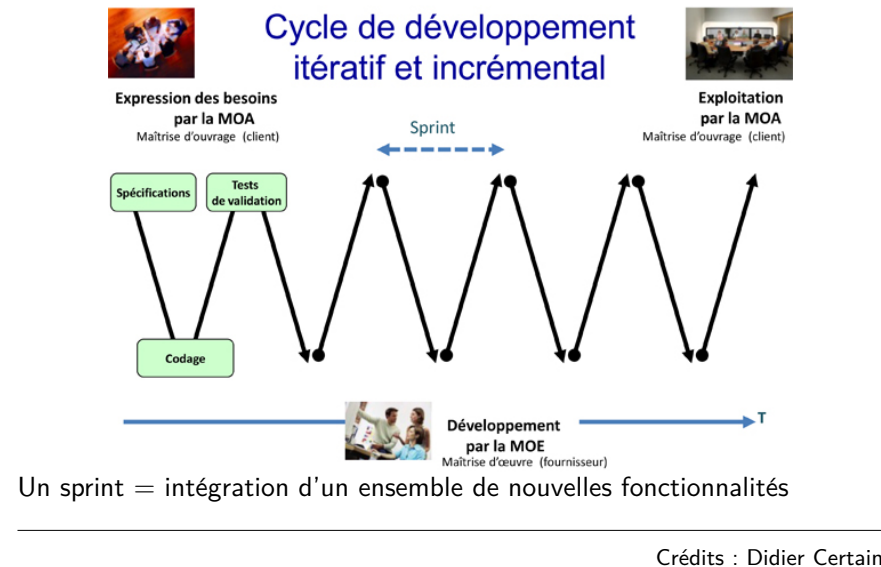 Cycle de développement
itératif et incrémental
Expression des besoins
par la MOA
Maîtrise d'ouvrage (client)
Exploitation
par la MOA
Maîtrise d'ouvrage (client)
Sprint
Spécifications
Tests
de validation
Codage
T
Développement
par la MOE
Maîtrise d'œuvre (fournisseur)
Un sprint = intégration d'un ensemble de nouvelles fonctionnalités
Crédits : Didier Certain